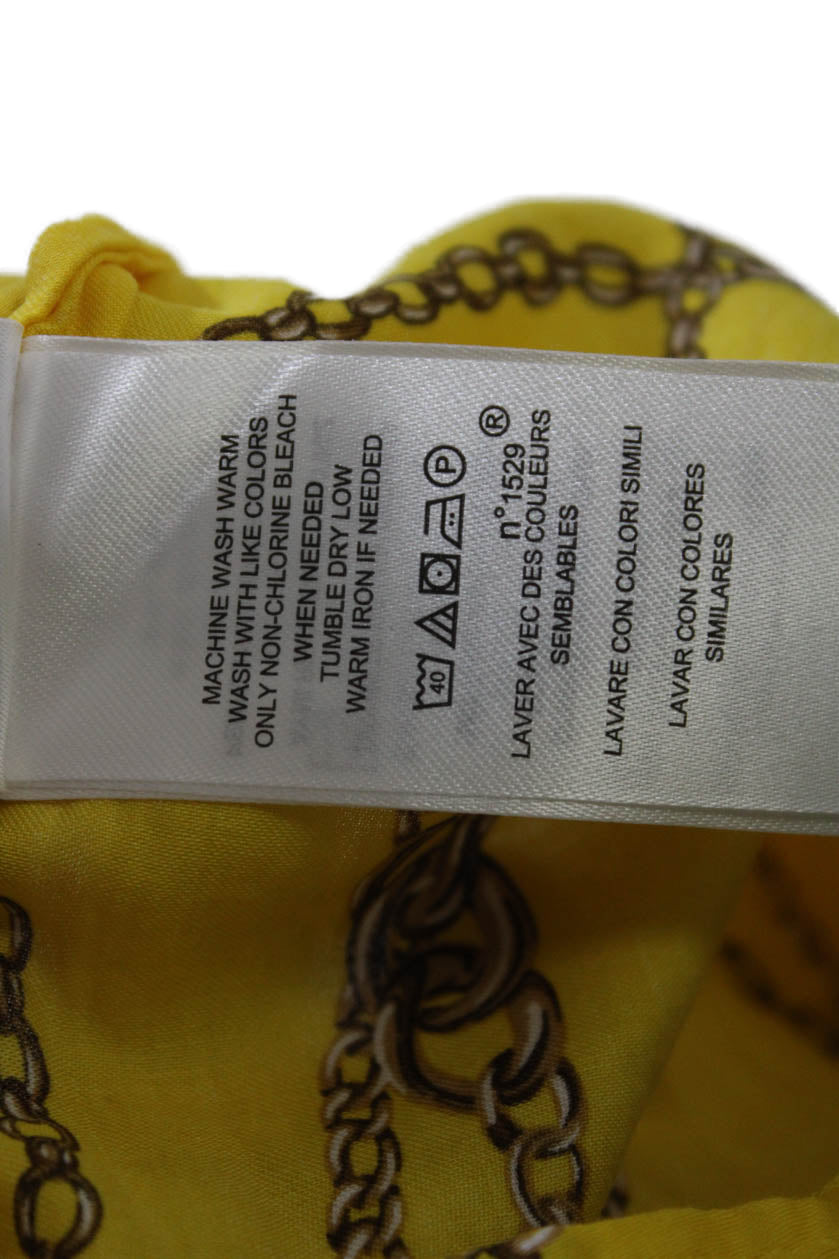 MACHINE WASH WARM
WASH WITH LIKE COLORS
ONLY NON-CHLORINE BLEACH
WHEN NEEDED
TUMBLE DRY LOW
WARM IRON IF NEEDED
40 P
n°1529 ®
LAVER AVEC DES COULEURS
SEMBLABLES
LAVARE CON COLORI SIMILI
LAVAR CON COLORES
SIMILARES